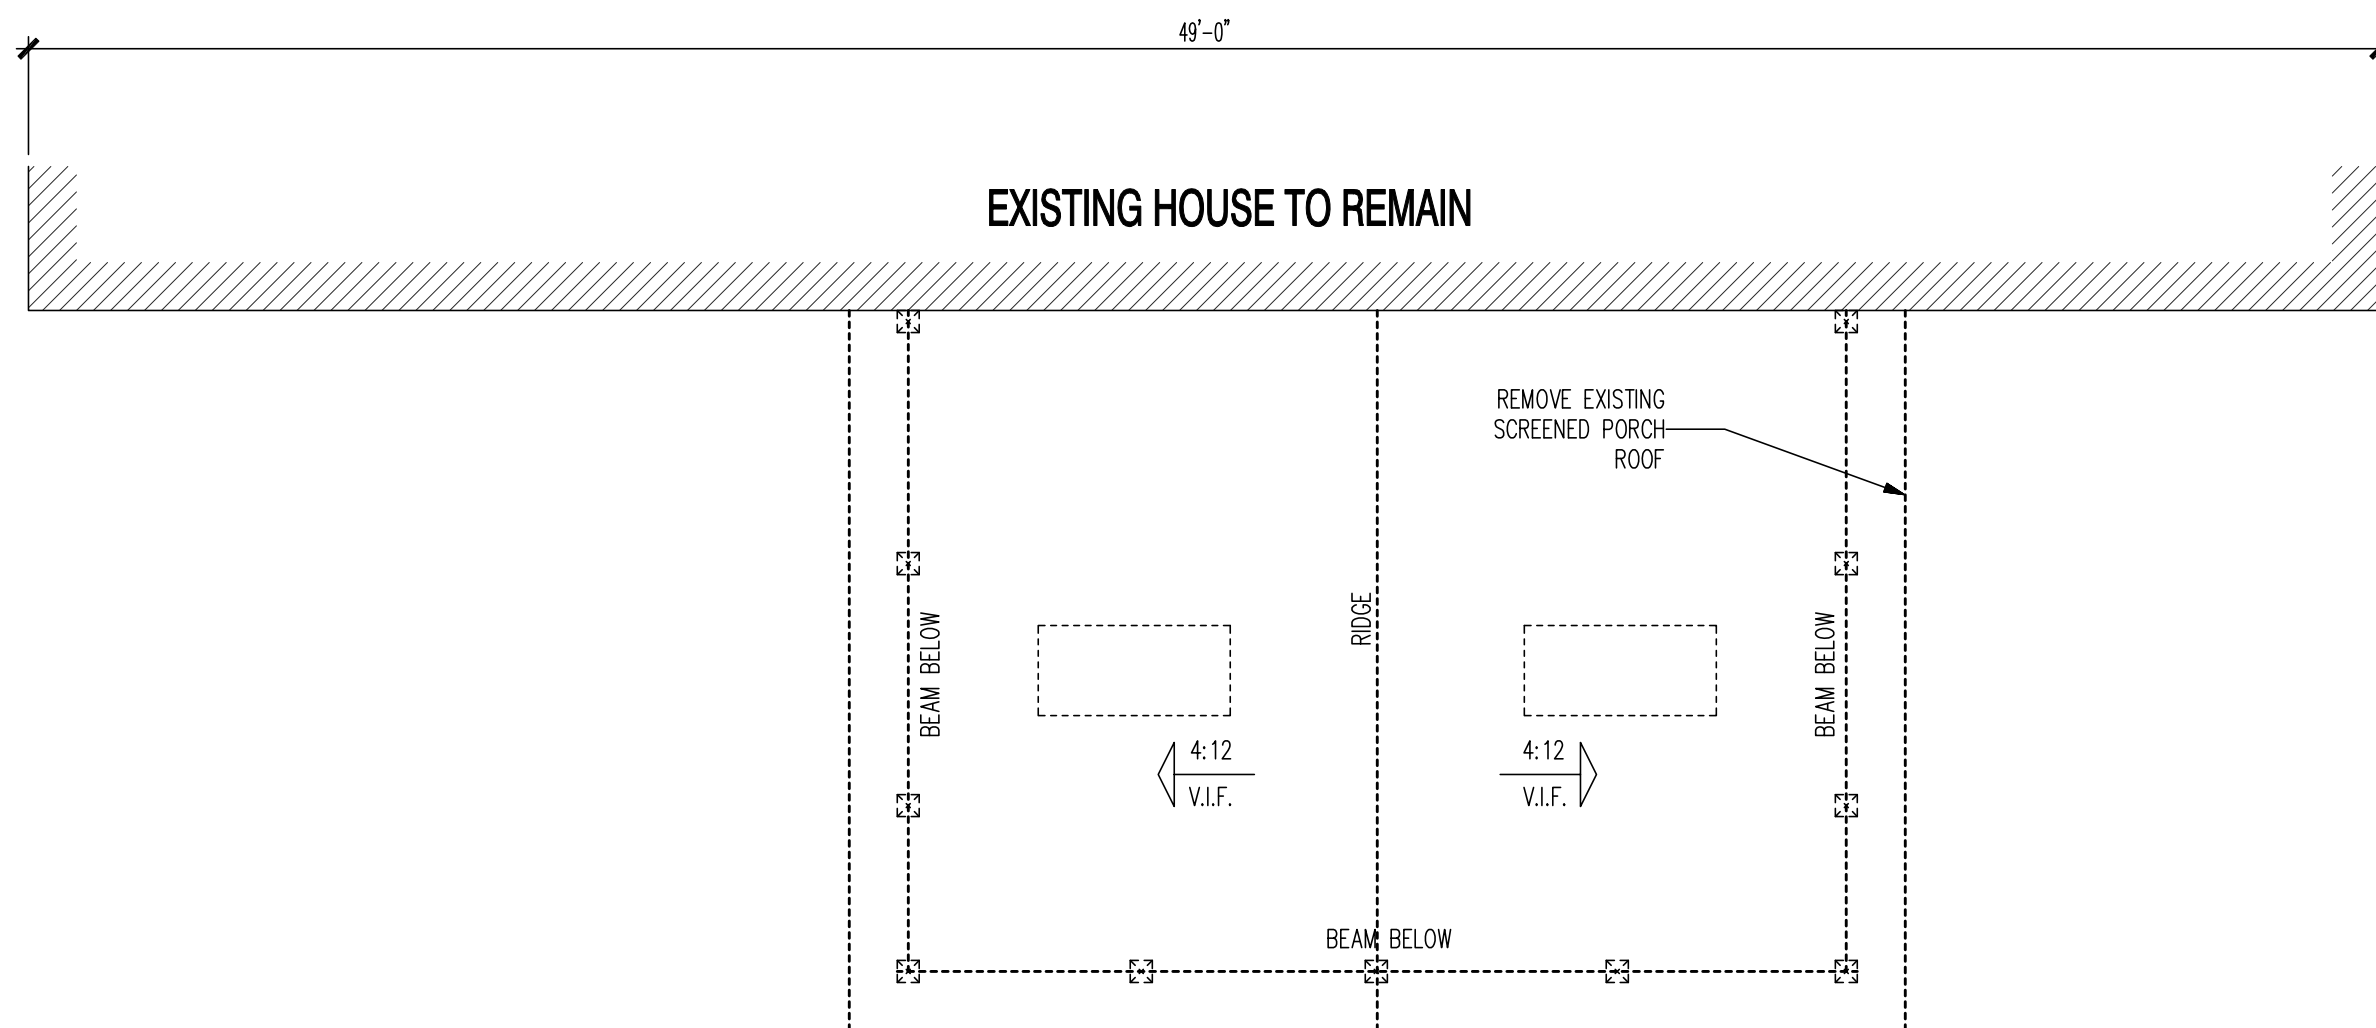 49'-0"
EXISTING HOUSE TO REMAIN
REMOVE EXISTING
SCREENED PORCH
ROOF
BEAM BELOW
RIDGE
BEAM BELOW
4:12
V.I.F.
4:12
V.I.F.
BEAM BELOW